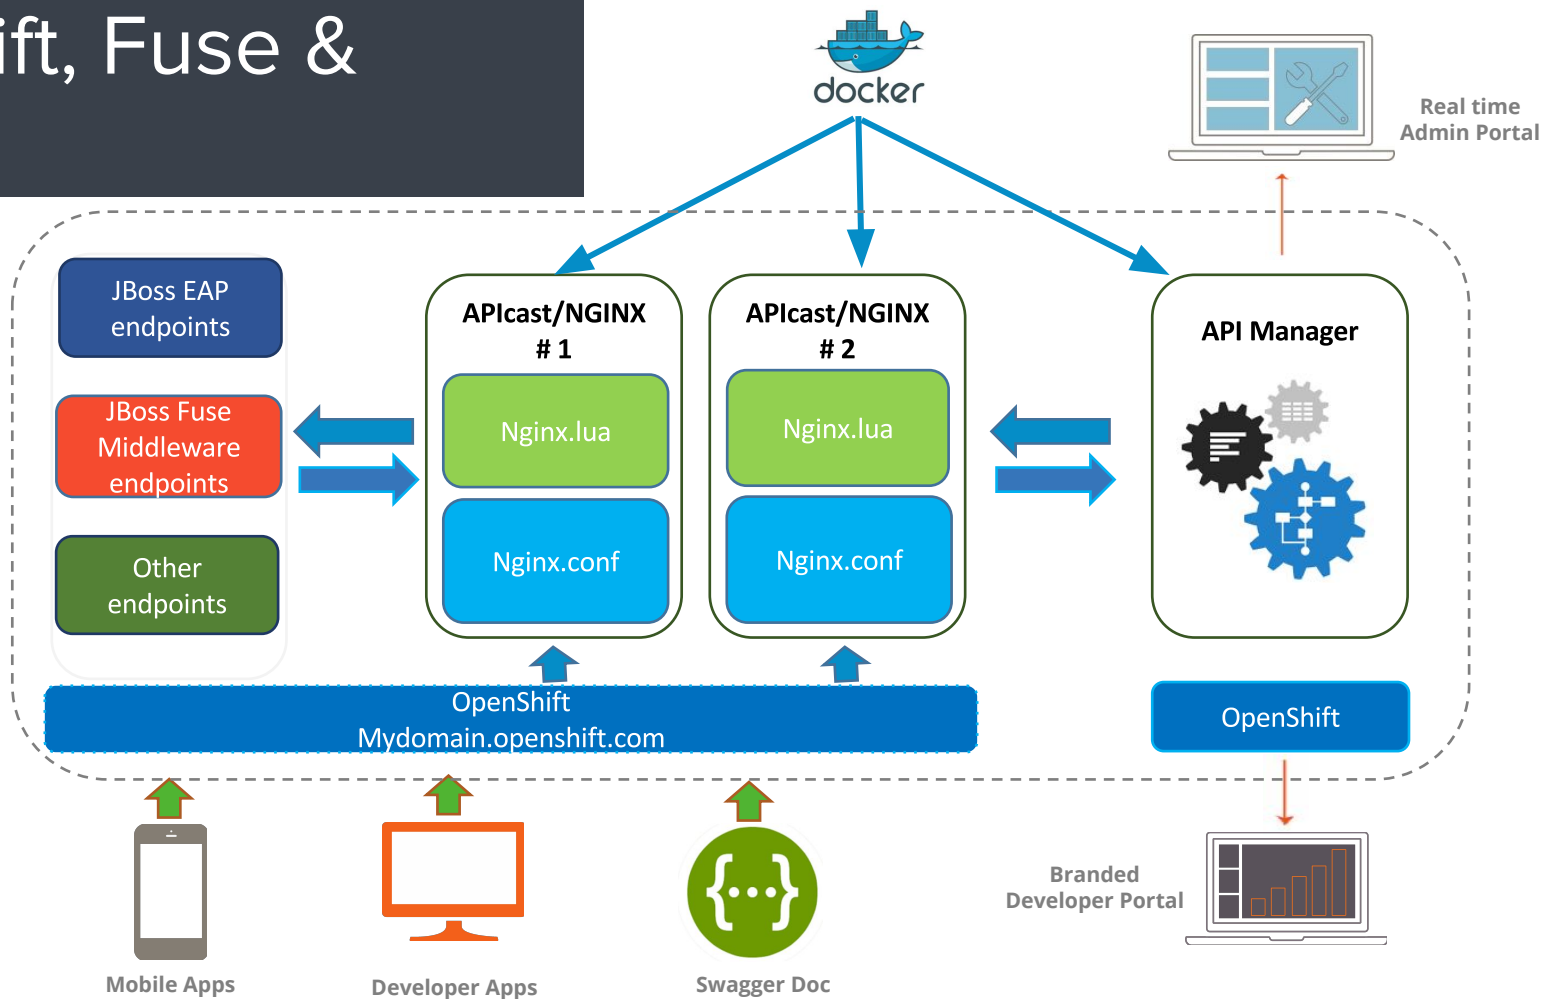 ift, Fuse &
docker
Real time
Admin Portal
JBoss EAP
endpoints
APIcast/NGINX
# 1
APIcast/NGINX
# 2
API Manager
JBoss Fuse
Middleware
endpoints
Nginx.lua
Nginx.lua
Other
endpoints
Nginx.conf
Nginx.conf
OpenShift
Mydomain.openshift.com
OpenShift
Branded
Developer Portal
Mobile Apps
Developer Apps
Swagger Doc